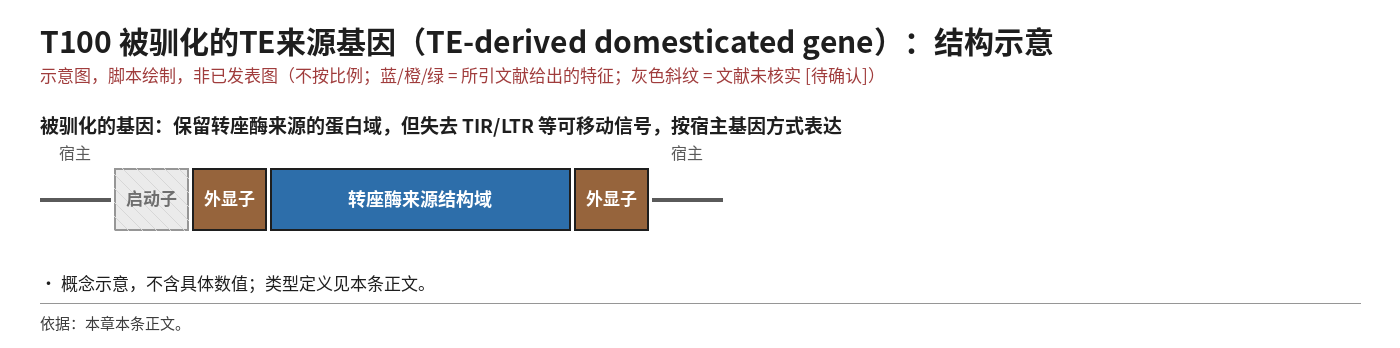 T100 被驯化的TE来源基因（TE-derived domesticated gene）：结构示意
示意图，脚本绘制，非已发表图（不按比例；蓝/橙/绿 = 所引文献给出的特征；灰色斜纹 = 文献未核实 [待确认]）
被驯化的基因：保留转座酶来源的蛋白域，但失去 TIR/LTR 等可移动信号，按宿主基因方式表达
宿主 宿主
启动子 外显子 转座酶来源结构域 外显子
· 概念示意，不含具体数值；类型定义见本条正文。
依据：本章本条正文。